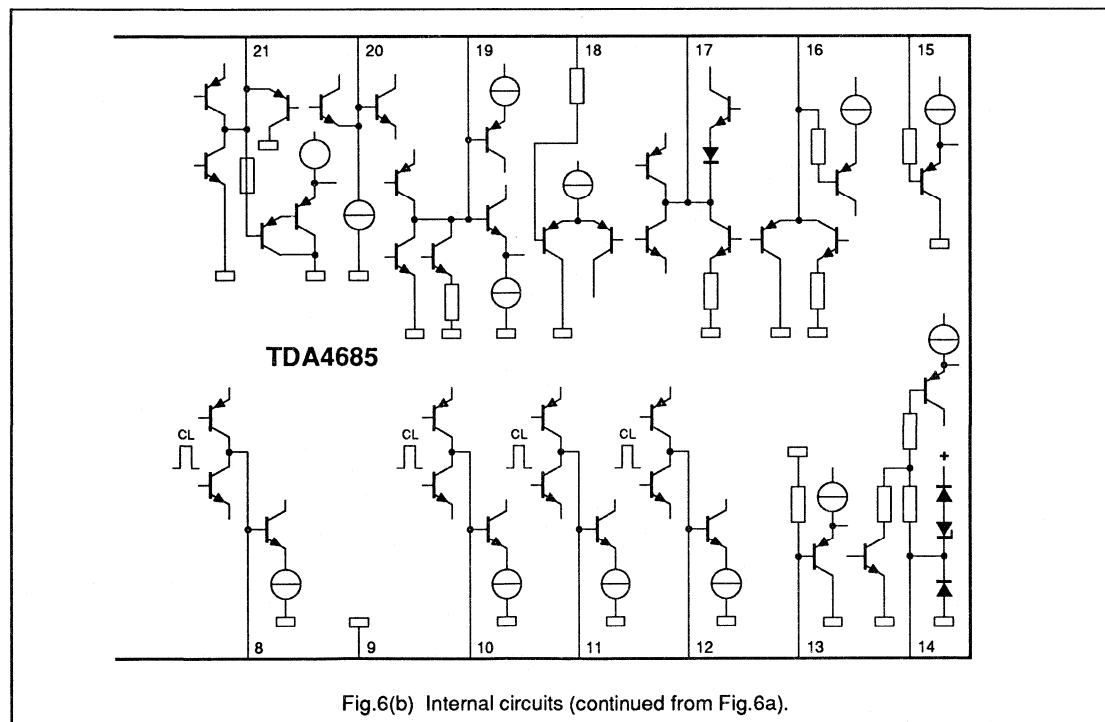 21 20 19 18 17 16 15
TDA4685
CL CL CL CL
+
8 9 10 11 12 13 14
Fig.6(b) Internal circuits (continued from Fig.6a).